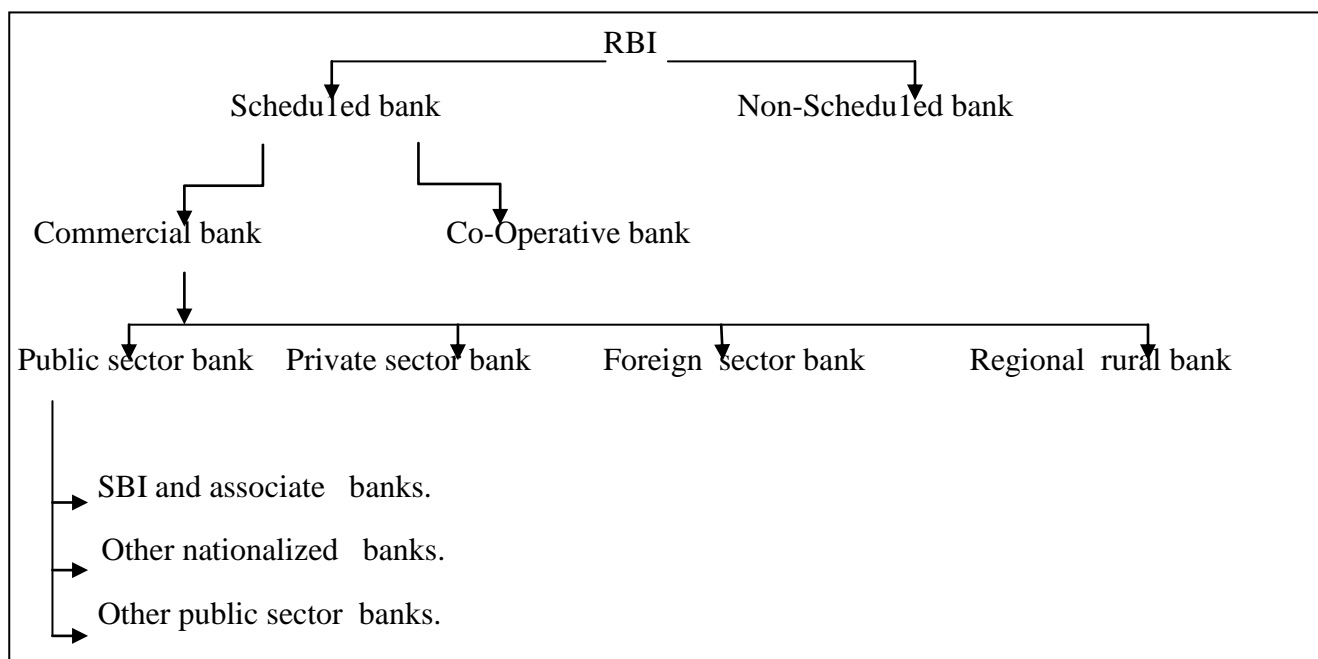 RBI
Schedu1ed bank Non-Schedu1ed bank
Commercial bank Co-Operative bank
Public sector bank Private sector bank Foreign sector bank Regional rural bank
SBI and associate banks.
Other nationalized banks.
Other public sector banks.